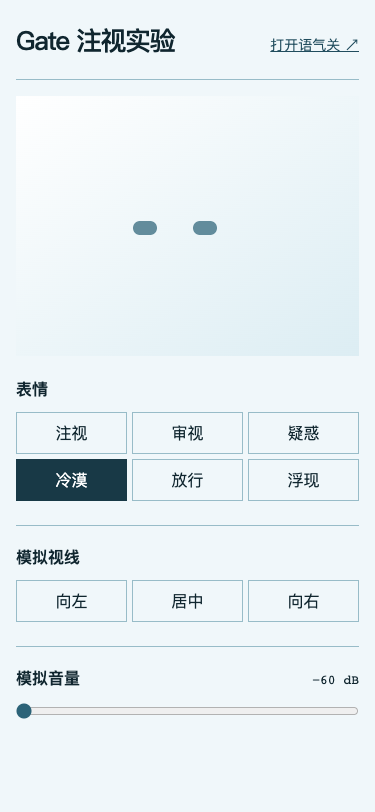 Gate 注视实验
打开语气关 ↗
表情
注视 审视 疑惑
冷漠 放行 浮现
模拟视线
向左 居中 向右
模拟音量
−60 dB